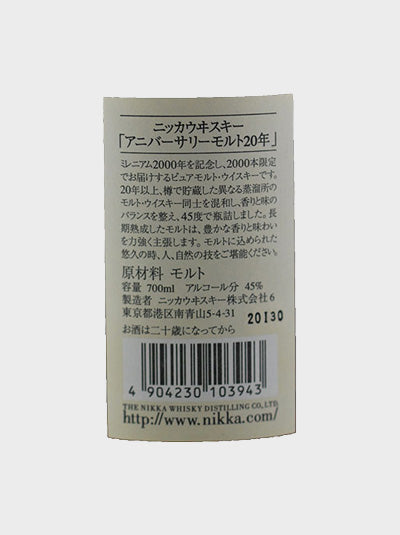 ニッカウヰスキー
「アニバーサリーモルト20年」
ミレニアム2000年を記念し、2000本限定
でお届けするピュアモルト・ウイスキーです。
20年以上、樽で貯蔵した異なる蒸溜所の
モルト・ウイスキー同士を混和し、香りと味の
バランスを整え、45度で瓶詰しました。長
期熟成したモルトは、豊かな香りと味わい
を力強く主張します。モルトに込められた
悠久の時、人、自然の技をご堪能ください。
原材料 モルト
容量 700ml アルコール分 45%
製造者 ニッカウヰスキー株式会社6
東京都港区南青山5-4-31 20I30
お酒は二十歳になってから
4 904230 103943
THE NIKKA WHISKY DISTILLING CO., LTD.
http://www.nikka.com/